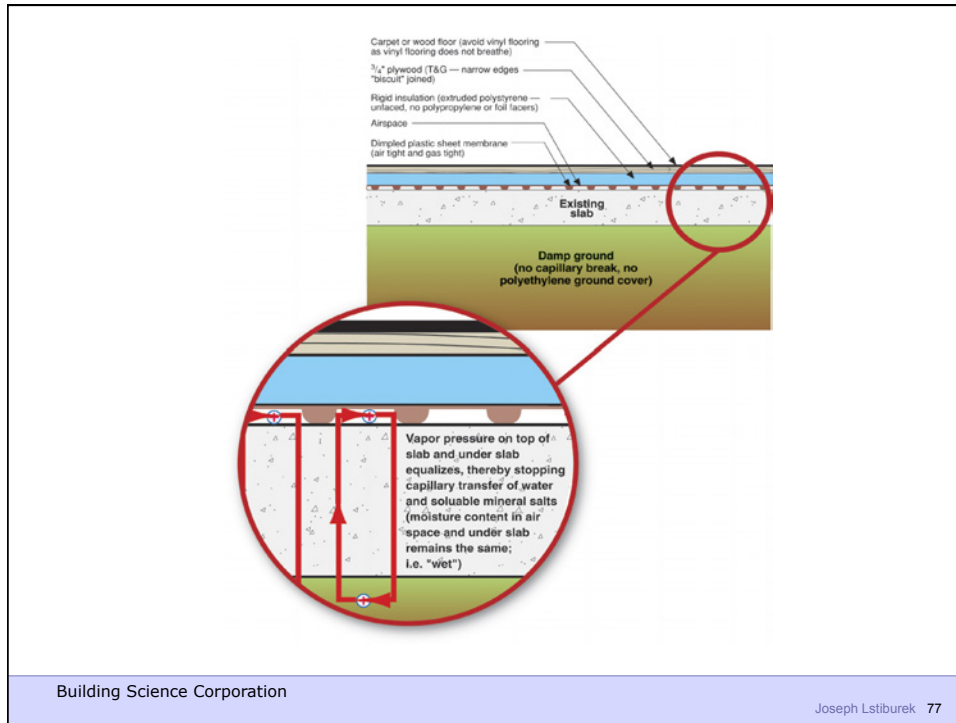 Carpet or wood floor (avoid vinyl flooring
as vinyl flooring does not breathe)
3/4" plywood (T&G — narrow edges
"biscuit" joined)
Rigid insulation (extruded polystyrene —
unfaced, no polypropylene or foil facers)
Airspace
Dimpled plastic sheet membrane
(air tight and gas tight)
Existing
slab
Damp ground
(no capillary break, no
polyethylene ground cover)
Vapor pressure on top of
slab and under slab
equalizes, thereby stopping
capillary transfer of water
and soluable mineral salts
(moisture content in air
space and under slab
remains the same;
i.e. "wet")
Building Science Corporation
Joseph Lstiburek 77